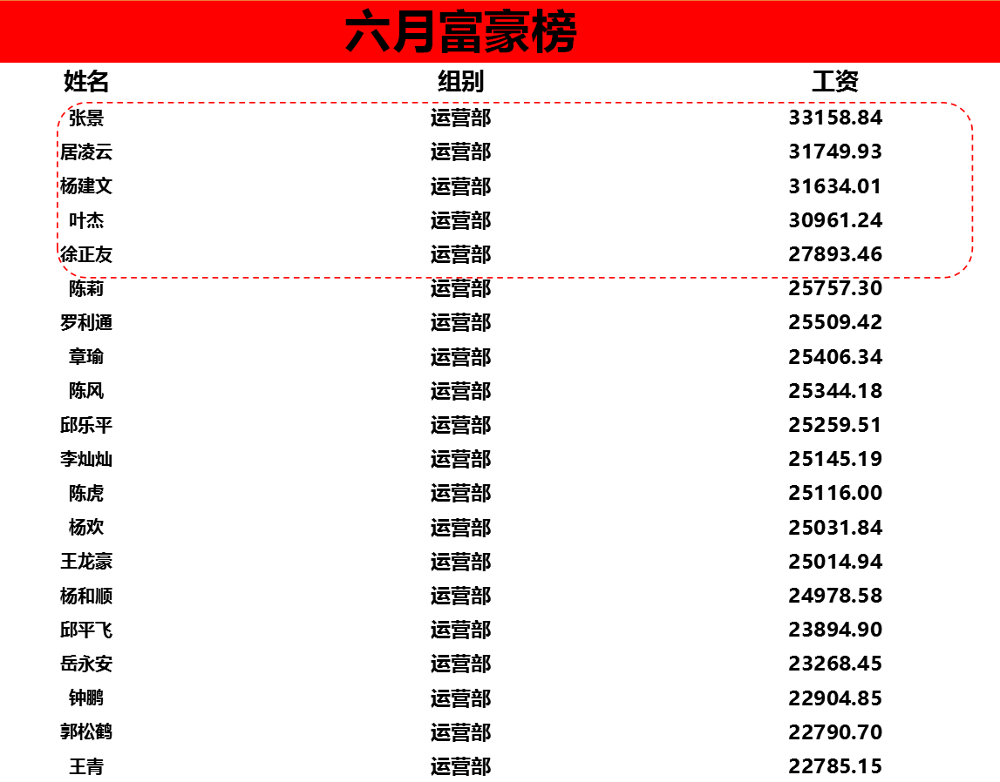 六月富豪榜
姓名 组别 工资
张景 运营部 33158.84
居凌云 运营部 31749.93
杨建文 运营部 31634.01
叶杰 运营部 30961.24
徐正友 运营部 27893.46
陈莉 运营部 25757.30
罗利通 运营部 25509.42
章瑜 运营部 25406.34
陈风 运营部 25344.18
邱乐平 运营部 25259.51
李灿灿 运营部 25145.19
陈虎 运营部 25116.00
杨欢 运营部 25031.84
王龙豪 运营部 25014.94
杨和顺 运营部 24978.58
邱平飞 运营部 23894.90
岳永安 运营部 23268.45
钟鹏 运营部 22904.85
郭松鹤 运营部 22790.70
王青 运营部 22785.15